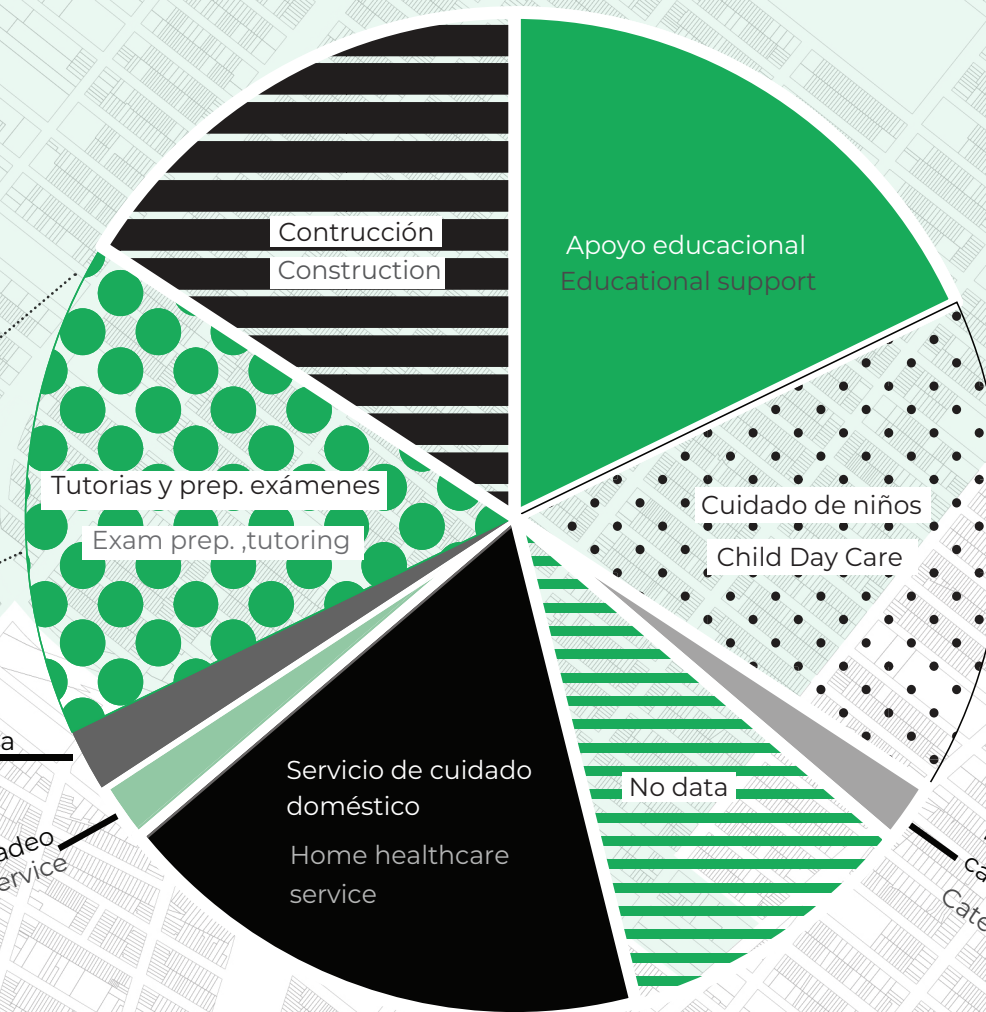 Contrucción
Construction
Apoyo educacional
Educational support
Tutorias y prep. exámenes
Exam prep. ,tutoring
Cuidado de niños
Child Day Care
No data
Servicio de cuidado
doméstico
Home healthcare
service